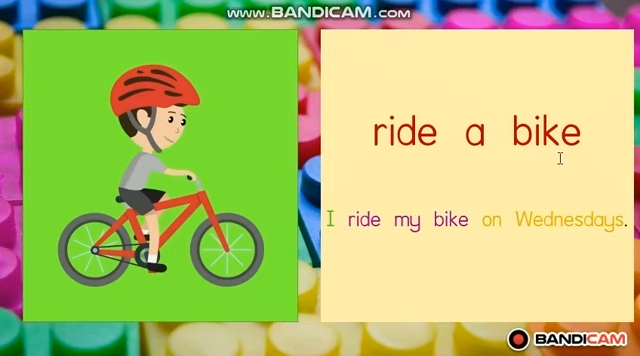 www.BANDICAM.com
ride a bike
I ride my bike on Wednesdays.
BANDICAM